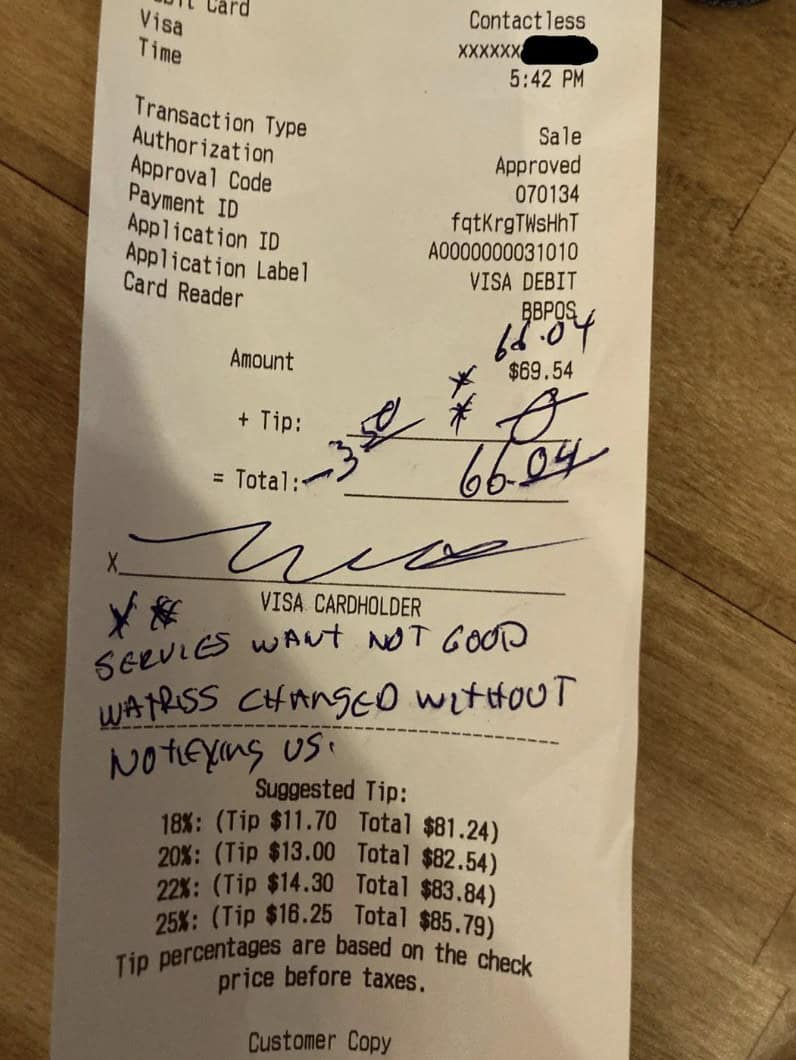 Card
Visa
Contactless
xxxxxx
Time
5:42 PM
Transaction Type
Sale
Authorization
Approved
Approval Code
070134
Payment ID
fqtKrgTWsHhT
Application ID
A0000000031010
Application Label
VISA DEBIT
Card Reader
BBPOS
66.04
Amount
* $69.54
+ Tip:
* 0
= Total: -3.50
66.04
X
VISA CARDHOLDER
* *
SERVIES WANT NOT GOOD
WATRISS CHANGED WITHOUT
NOTIEXING US.
Suggested Tip:
18%: (Tip $11.70 Total $81.24)
20%: (Tip $13.00 Total $82.54)
22%: (Tip $14.30 Total $83.84)
25%: (Tip $16.25 Total $85.79)
Tip percentages are based on the check
price before taxes.
Customer Copy